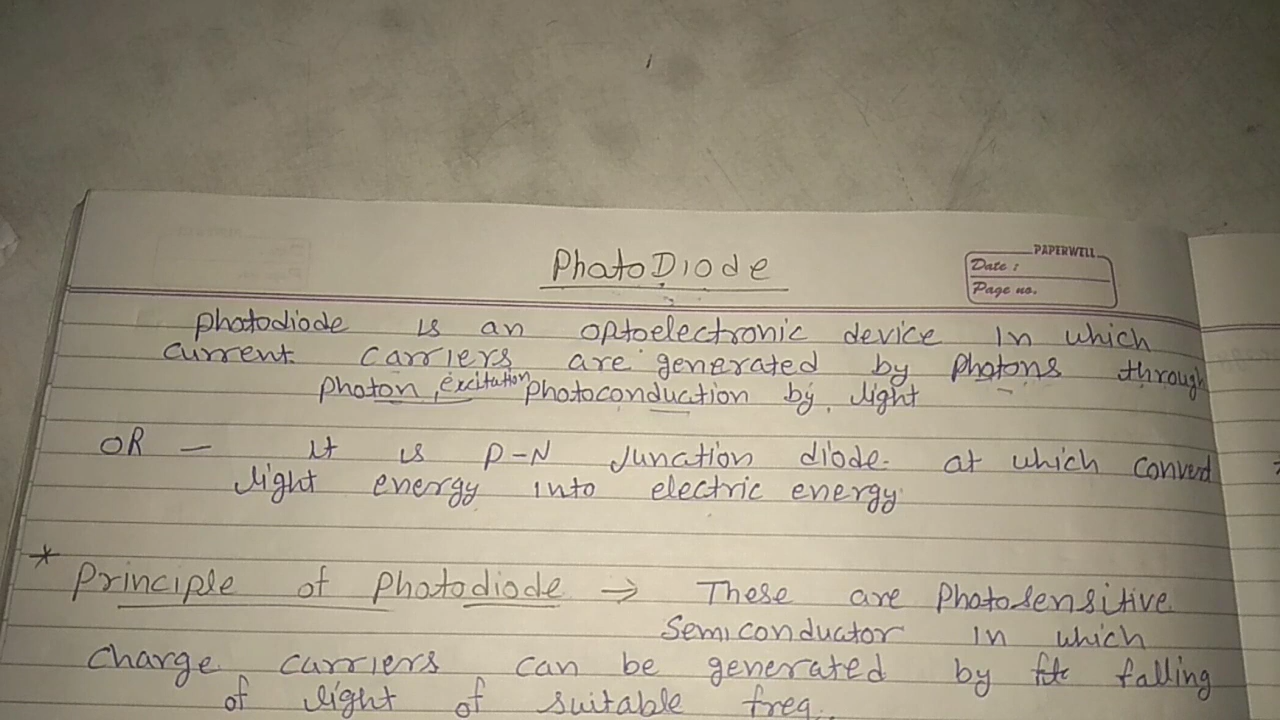 PhatoDiode
PAPERWELL
Date :
Page no.
photodiode is an optoelectronic device in which
current carriers are generated by photons through
photon, excitation photoconduction by light
OR - it is P-N Junation diode. at which convert
light energy into electric energy
* Principle of photodiode → These are photosensitive
semiconductor in which
charge carriers can be generated by falling
of light of suitable freq.